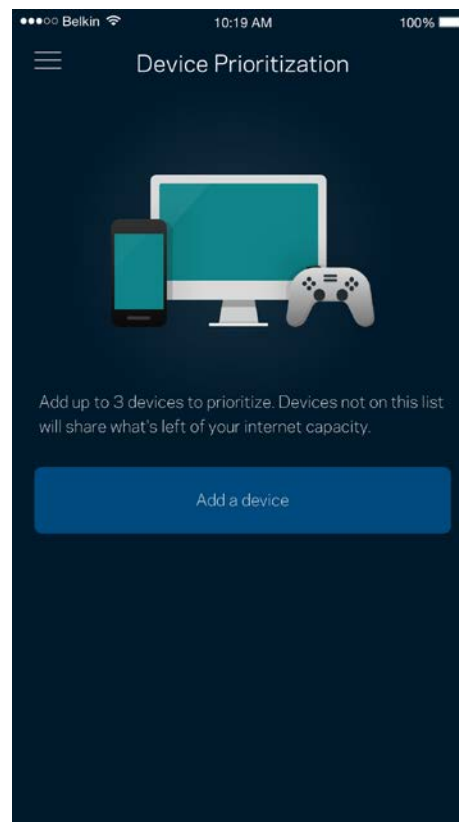 Belkin 10:19 AM 100%
Device Prioritization
Add up to 3 devices to prioritize. Devices not on this list
will share what's left of your internet capacity.
Add a device